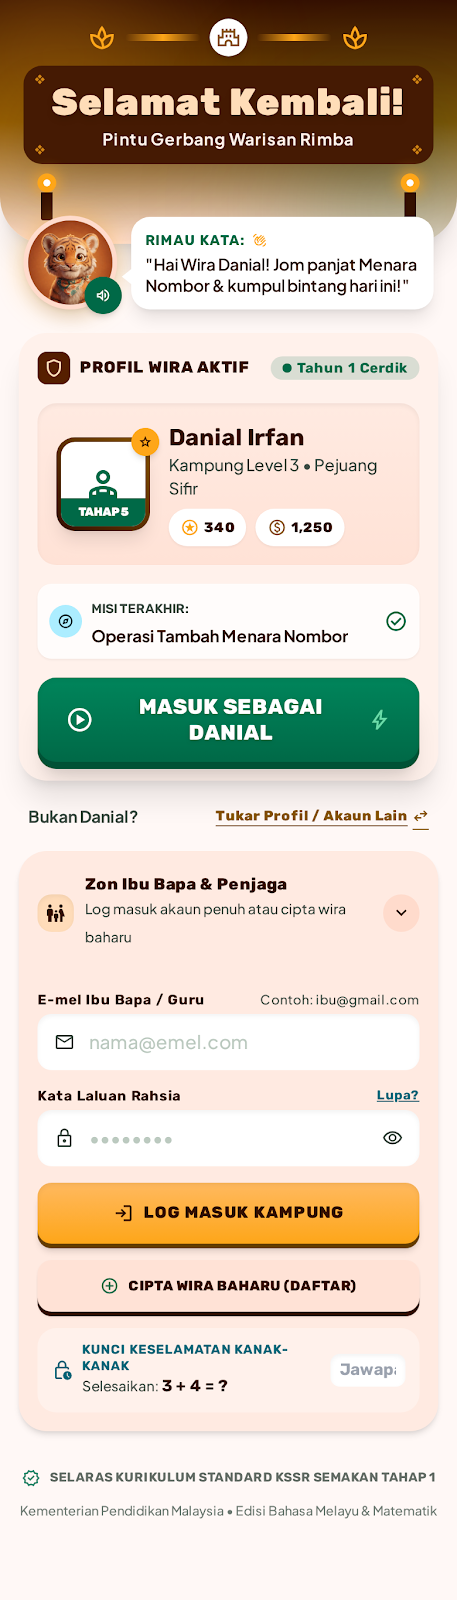 Selamat Kembali!
Pintu Gerbang Warisan Rimba
RIMAU KATA:
"Hai Wira Danial! Jom panjat Menara
Nombor & kumpul bintang hari ini!"
PROFIL WIRA AKTIF
Tahun 1 Cerdik
TAHAP 5
Danial Irfan
Kampung Level 3 • Pejuang
Sifir
340
1,250
MISI TERAKHIR:
Operasi Tambah Menara Nombor
MASUK SEBAGAI
DANIAL
Bukan Danial?
Tukar Profil / Akaun Lain
Zon Ibu Bapa & Penjaga
Log masuk akaun penuh atau cipta wira
baharu
E-mel Ibu Bapa / Guru
Contoh: ibu@gmail.com
nama@emel.com
Kata Laluan Rahsia
Lupa?
LOG MASUK KAMPUNG
CIPTA WIRA BAHARU (DAFTAR)
KUNCI KESELAMATAN KANAK-
KANAK
Selesaikan: 3 + 4 = ?
Jawapa
SELARAS KURIKULUM STANDARD KSSR SEMAKAN TAHAP 1
Kementerian Pendidikan Malaysia • Edisi Bahasa Melayu & Matematik